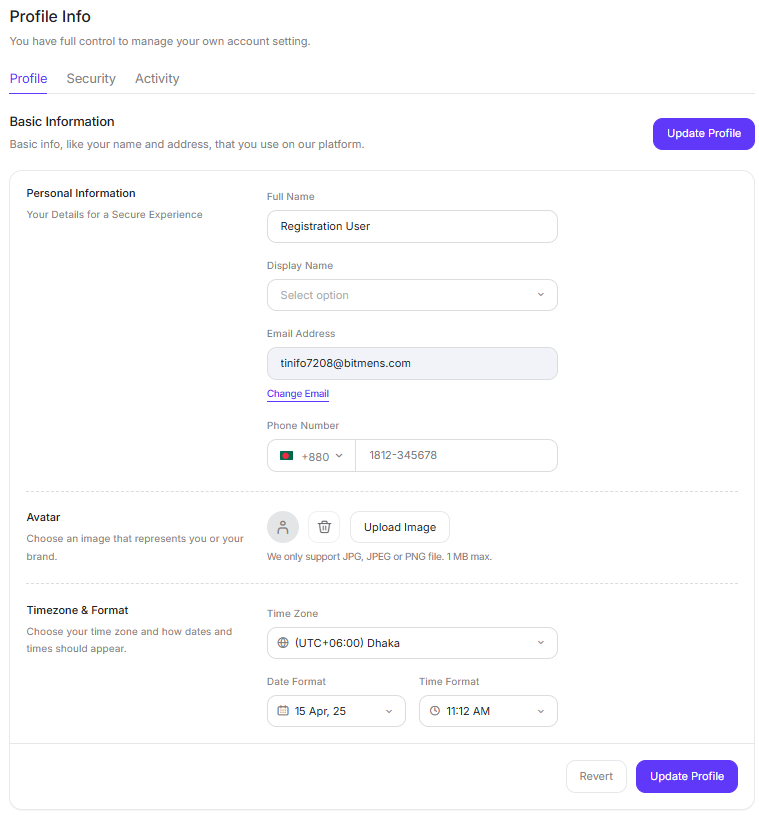 Profile Info
You have full control to manage your own account setting.
Profile Security Activity
Basic Information
Basic info, like your name and address, that you use on our platform.
Update Profile
Personal Information
Your Details for a Secure Experience
Full Name
Registration User
Display Name
Select option
Email Address
tinifo7208@bitmens.com
Change Email
Phone Number
+880 1812-345678
Avatar
Choose an image that represents you or your
brand.
Upload Image
We only support JPG, JPEG or PNG file. 1 MB max.
Timezone & Format
Choose your time zone and how dates and
times should appear.
Time Zone
(UTC+06:00) Dhaka
Date Format Time Format
15 Apr, 25 11:12 AM
Revert Update Profile